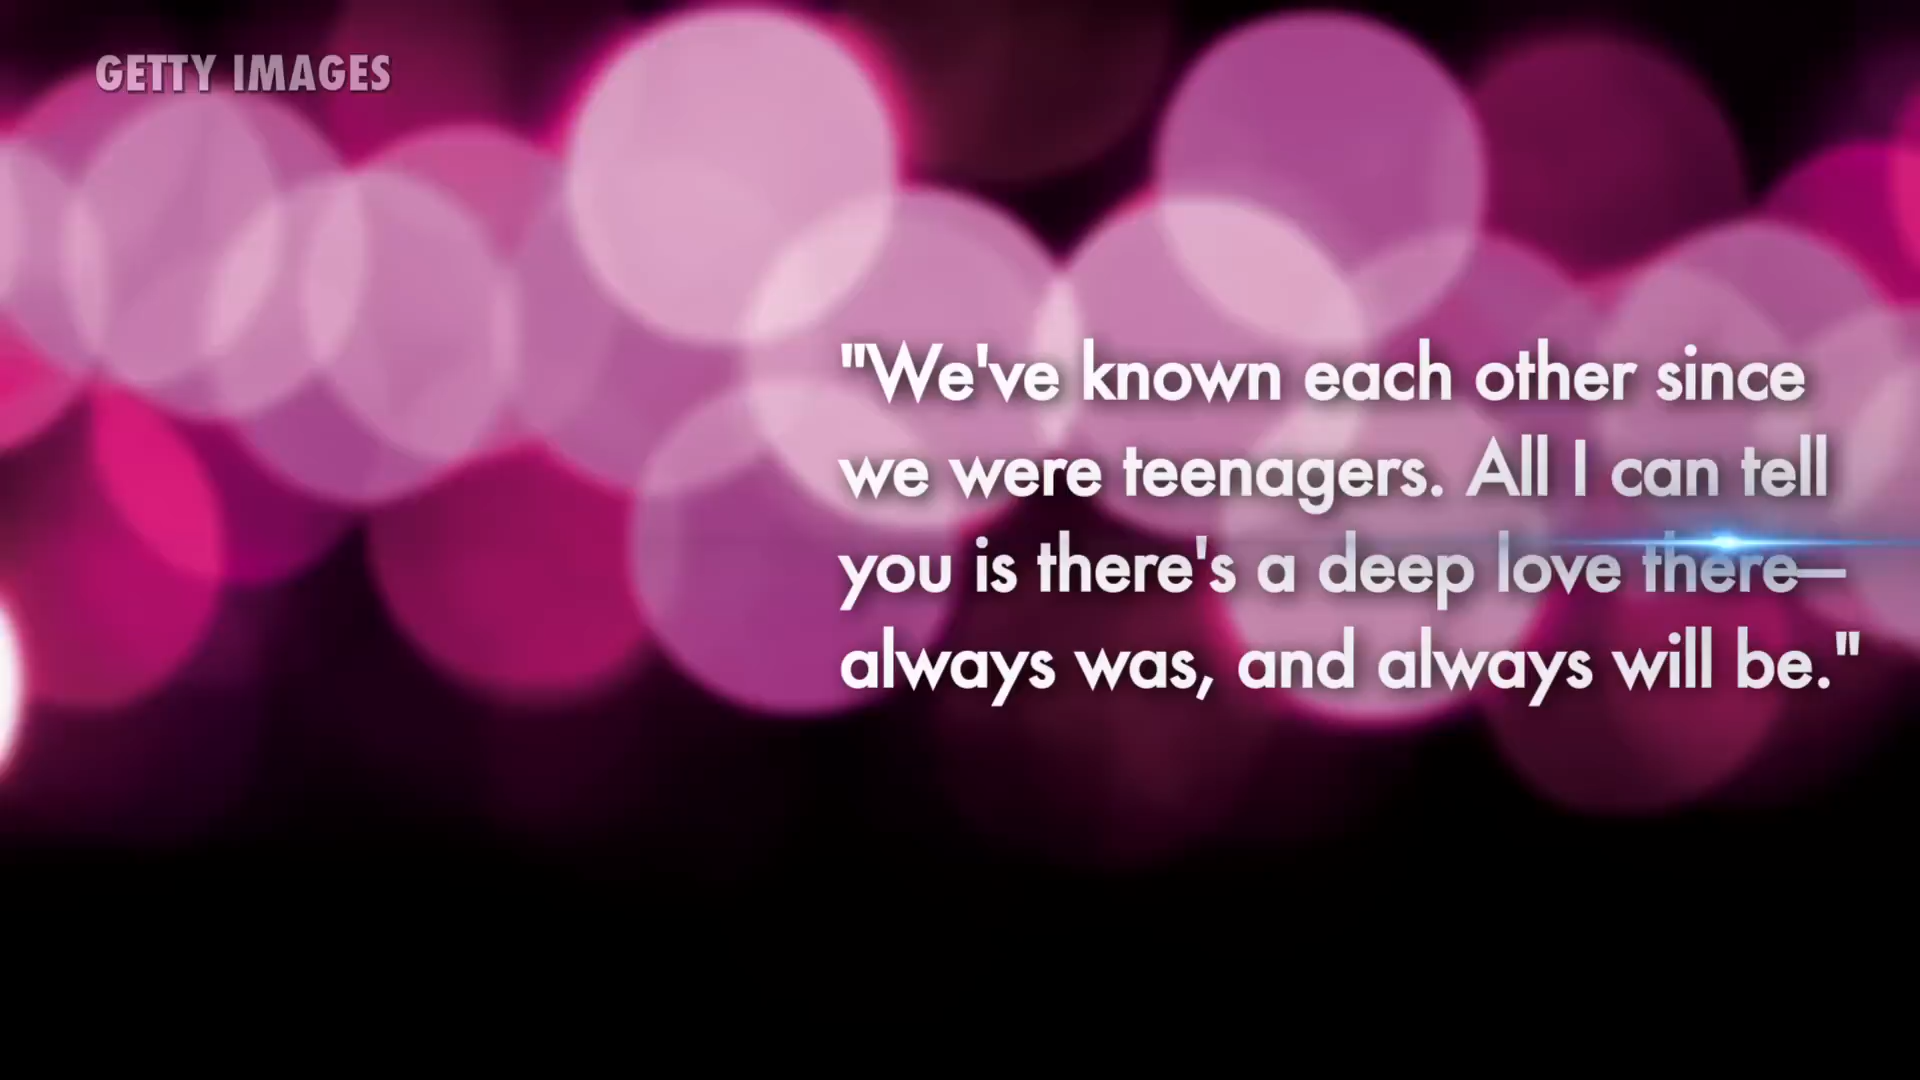 GETTY IMAGES
"We've known each other since
we were teenagers. All I can tell
you is there's a deep love there—
always was, and always will be."